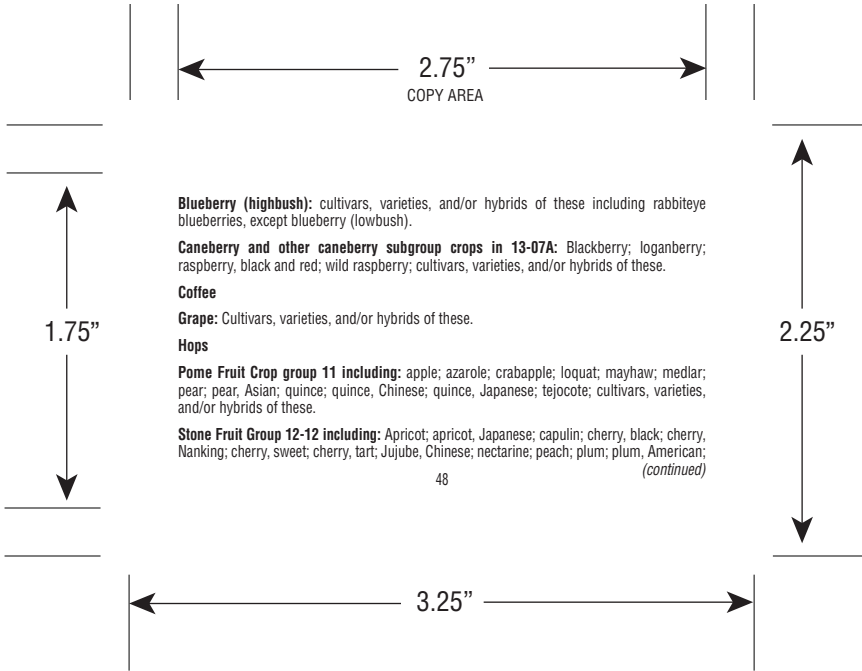 2.75”
COPY AREA
Blueberry (highbush): cultivars, varieties, and/or hybrids of these including rabbiteye
blueberries, except blueberry (lowbush).
Caneberry and other caneberry subgroup crops in 13-07A: Blackberry; loganberry;
raspberry, black and red; wild raspberry; cultivars, varieties, and/or hybrids of these.
Coffee
Grape: Cultivars, varieties, and/or hybrids of these.
1.75”
2.25”
Hops
Pome Fruit Crop group 11 including: apple; azarole; crabapple; loquat; mayhaw; medlar;
pear; pear, Asian; quince; quince, Chinese; quince, Japanese; tejocote; cultivars, varieties,
and/or hybrids of these.
Stone Fruit Group 12-12 including: Apricot; apricot, Japanese; capulin; cherry, black; cherry,
Nanking; cherry, sweet; cherry, tart; Jujube, Chinese; nectarine; peach; plum; plum, American;
(continued)
48
3.25”